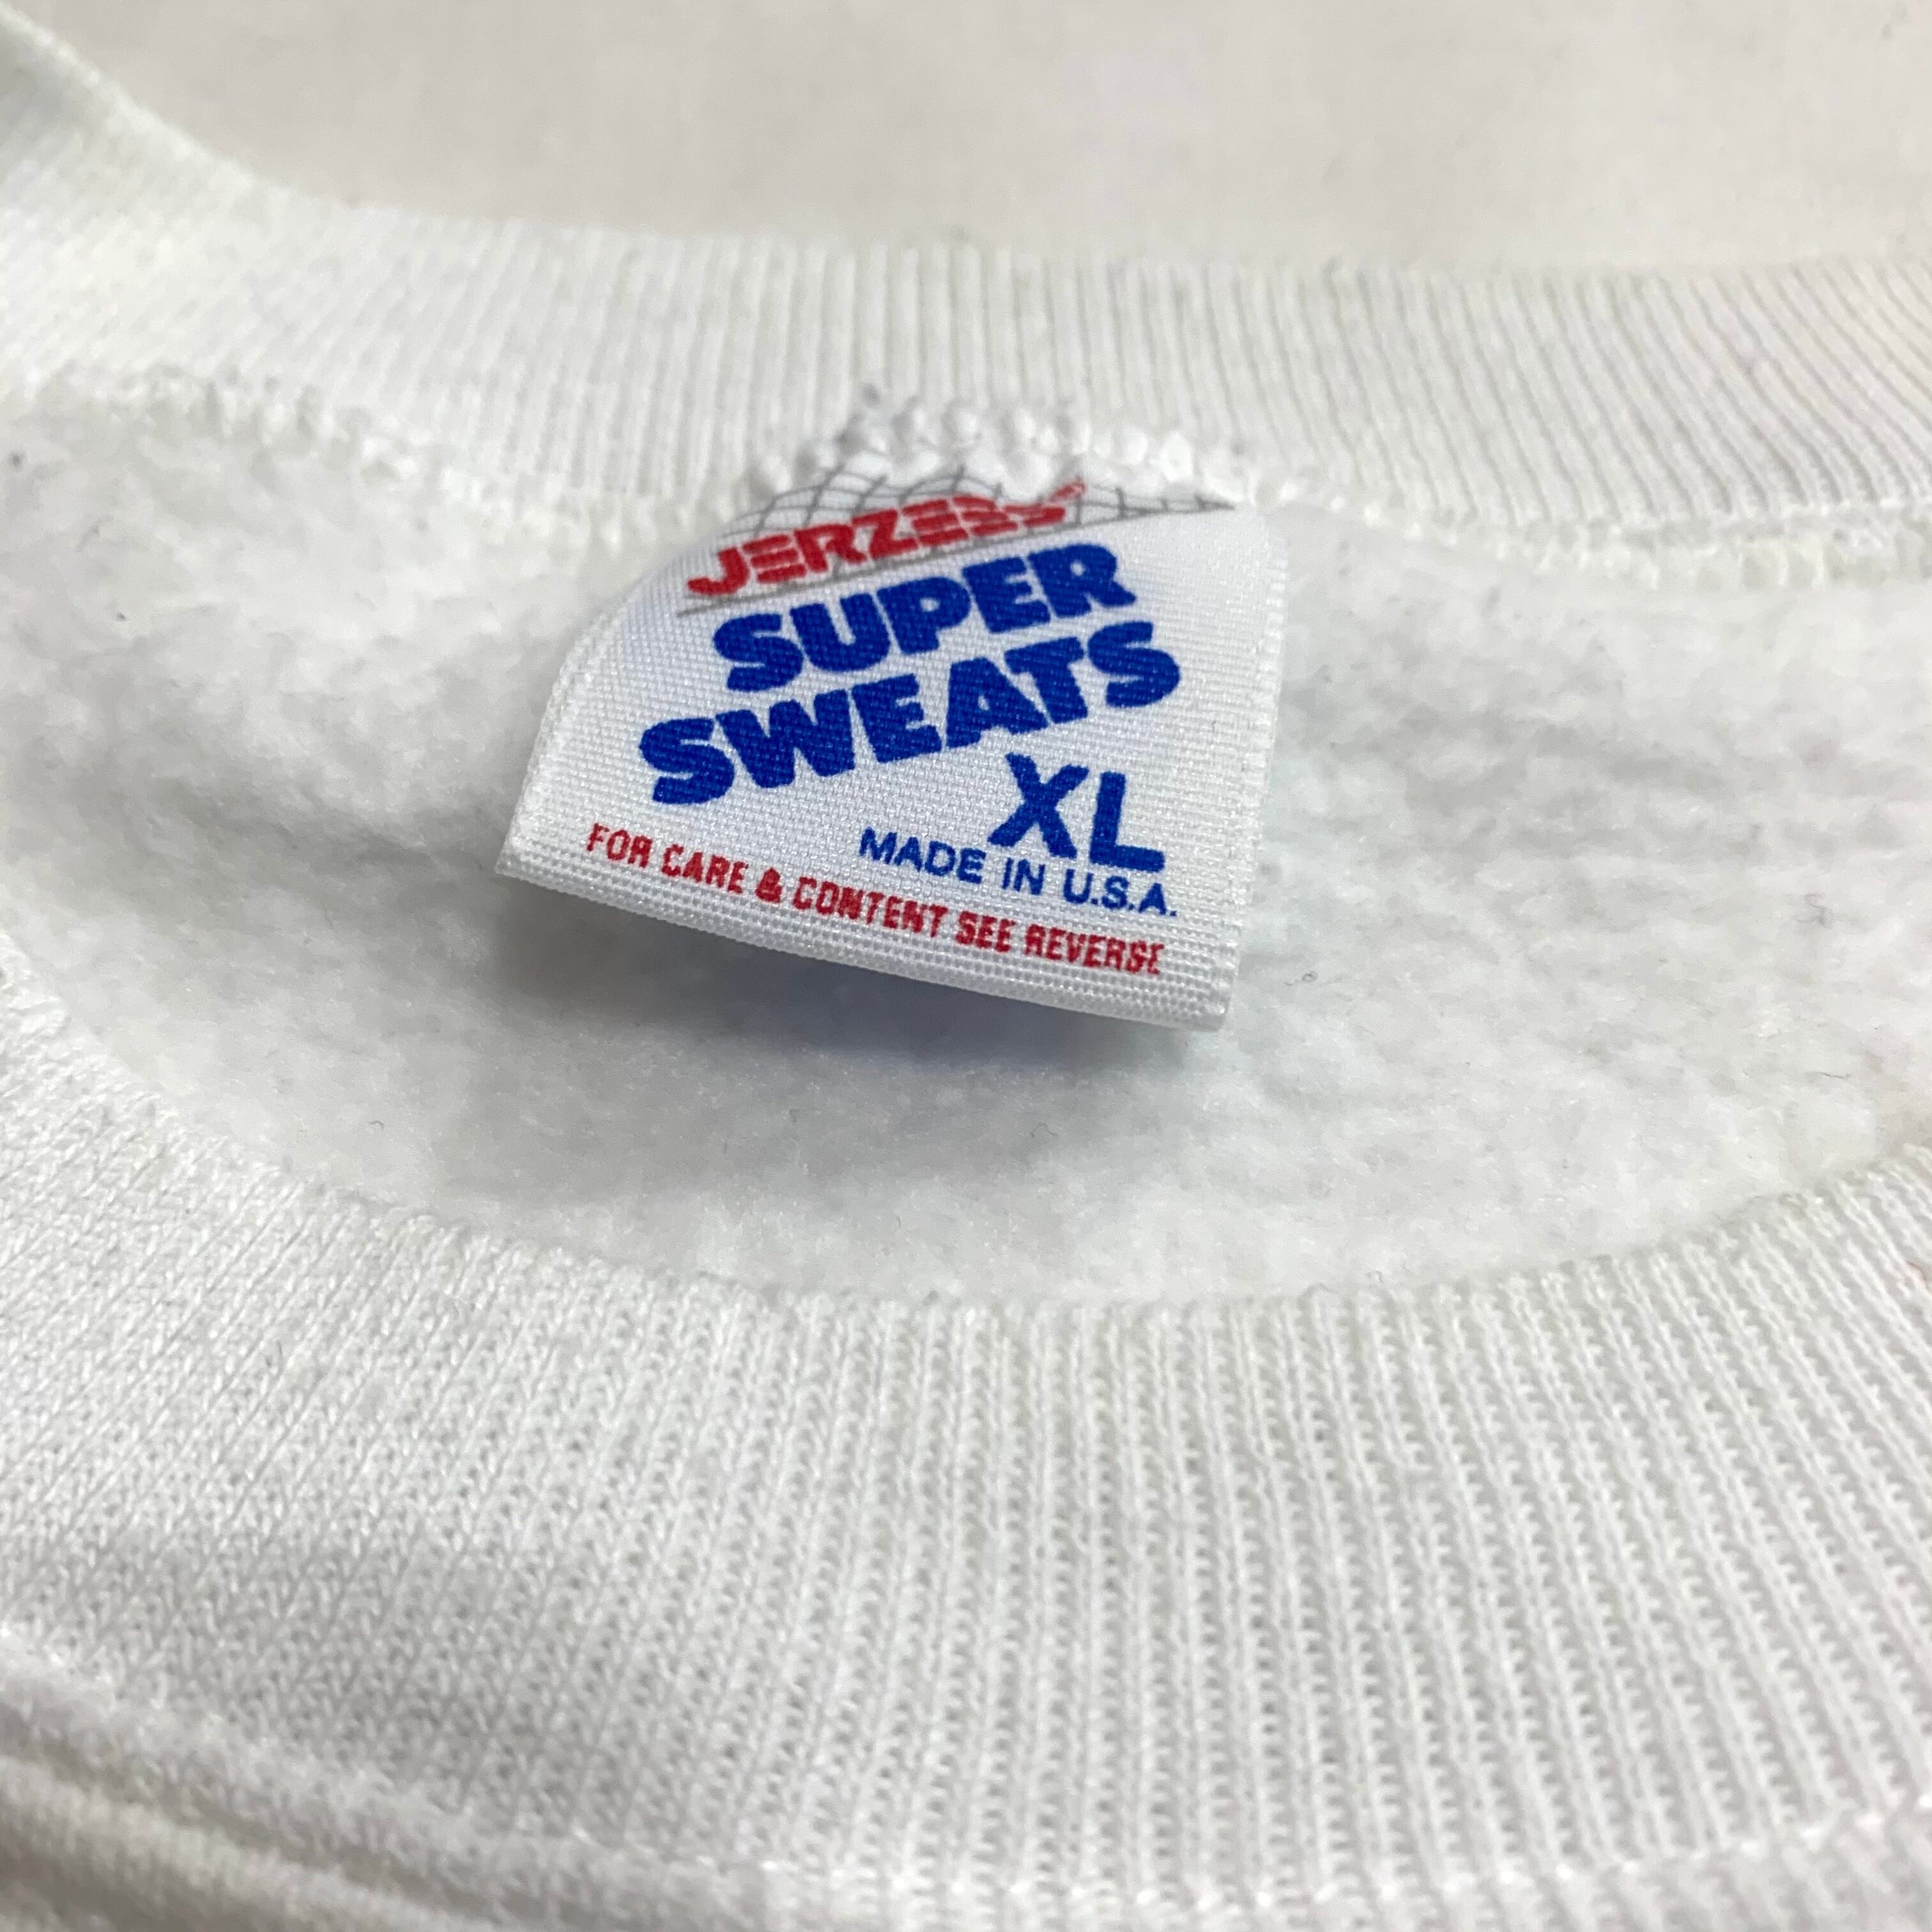 JERZEES
SUPER
SWEATS
XL
MADE IN U.S.A.
FOR CARE & CONTENT SEE REVERSE